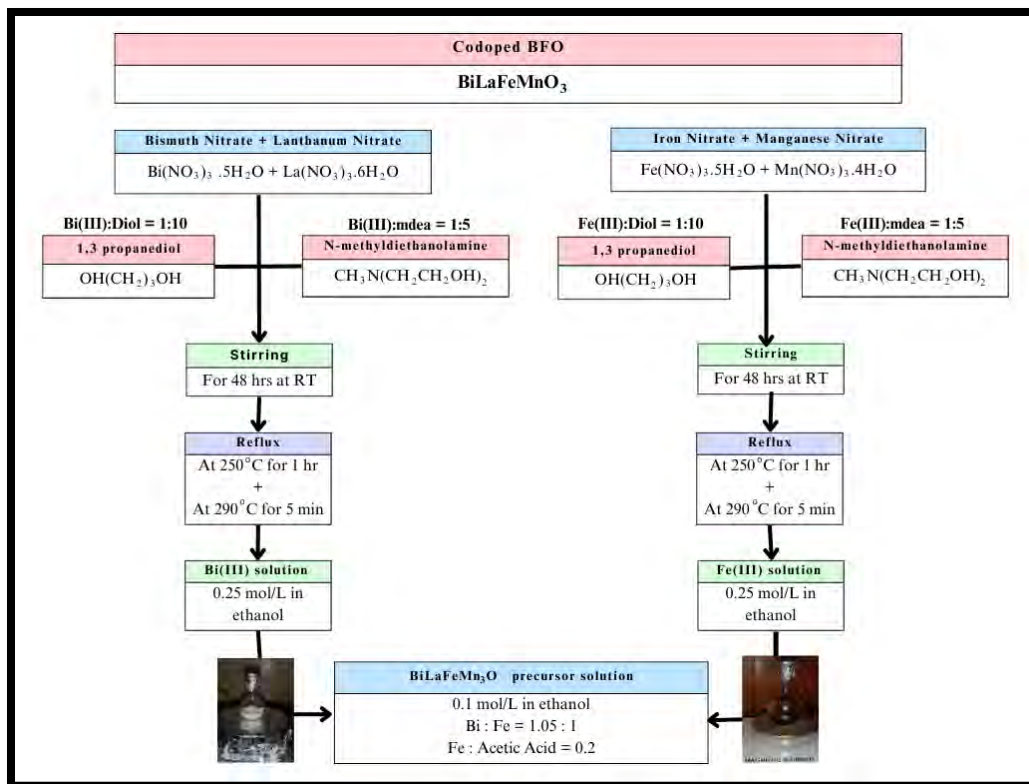 Codoped BFO
BiLaFeMnO₃
Bismuth Nitrate + Lanthanum Nitrate
Bi(NO₃)₃ .5H₂O + La(NO₃)₃.6H₂O
Bi(III):Diol = 1:10
1,3 propanediol
OH(CH₂)₃OH
Bi(III):mdea = 1:5
N-methyldiethanolamine
CH₃N(CH₂CH₂OH)₂
Stirring
For 48 hrs at RT
Reflux
At 250°C for 1 hr
+
At 290°C for 5 min
Bi(III) solution
0.25 mol/L in
ethanol
Iron Nitrate + Manganese Nitrate
Fe(NO₃)₃.5H₂O + Mn(NO₃)₃.4H₂O
Fe(III):Diol = 1:10
1,3 propanediol
OH(CH₂)₃OH
Fe(III):mdea = 1:5
N-methyldiethanolamine
CH₃N(CH₂CH₂OH)₂
Stirring
For 48 hrs at RT
Reflux
At 250°C for 1 hr
+
At 290°C for 5 min
Fe(III) solution
0.25 mol/L in
ethanol
BiLaFeMn₃O precursor solution
0.1 mol/L in ethanol
Bi : Fe = 1.05 : 1
Fe : Acetic Acid = 0.2